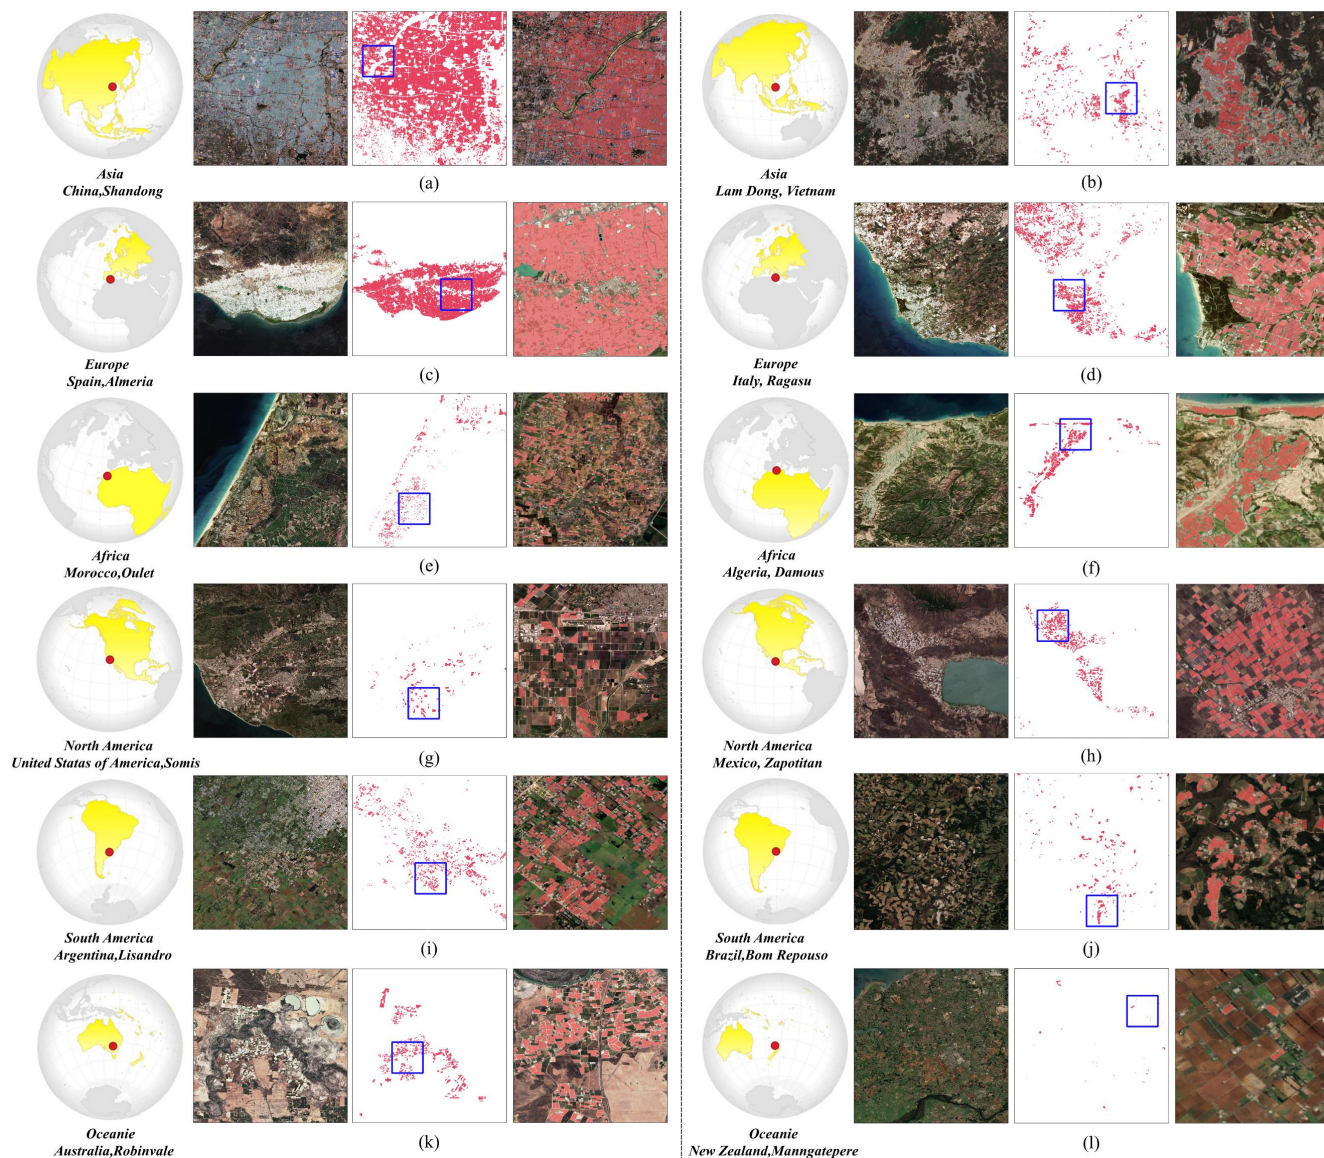 Asia
China,Shandong
(a)
Asia
Lam Dong, Vietnam
(b)
Europe
Spain,Almeria
(c)
Europe
Italy, Ragasu
(d)
Africa
Morocco,Oulet
(e)
Africa
Algeria, Damous
(f)
North America
United Statas of America,Somis
(g)
North America
Mexico, Zapotitan
(h)
South America
Argentina,Lisandro
(i)
South America
Brazil,Bom Repouso
(j)
Oceanie
Australia,Robinvale
(k)
Oceanie
New Zealand,Manngatepere
(l)